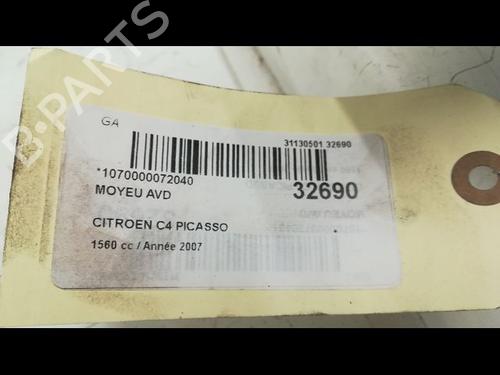 B-PARTS
GA
31130501 32690
*1070000072040
MOYEU AVD
32690
CITROEN C4 PICASSO
1560 cc / Année 2007